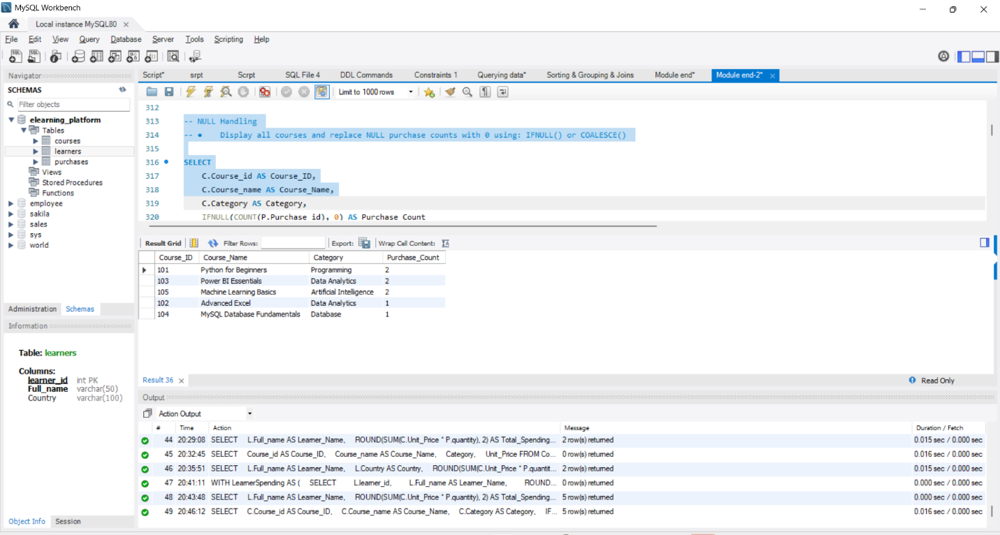 MySQL Workbench
Local instance MySQL80
File Edit View Query Database Server Tools Scripting Help
Navigator
SCHEMAS
Filter objects
elearning_platform
Tables
courses
learners
purchases
Views
Stored Procedures
Functions
employee
sakila
sales
sys
world
Administration Schemas
Information
Table: learners
Columns:
learner_id int PK
Full_name varchar(50)
Country varchar(100)
Object Info Session
Script* srpt Scrpt SQL File 4 DDL Commands Constraints 1 Querying data* Sorting & Grouping & Joins Module end* Module end-2*
Limit to 1000 rows
312
313 -- NULL Handling
314 -- • Display all courses and replace NULL purchase counts with 0 using: IFNULL() or COALESCE()
315
316 SELECT
317 C.Course_id AS Course_ID,
318 C.Course_name AS Course_Name,
319 C.Category AS Category,
320 IFNULL(COUNT(P.Purchase_id), 0) AS Purchase_Count
Result Grid Filter Rows: Export: Wrap Cell Content:
Course_ID Course_Name Category Purchase_Count
101 Python for Beginners Programming 2
103 Power BI Essentials Data Analytics 2
105 Machine Learning Basics Artificial Intelligence 2
102 Advanced Excel Data Analytics 1
104 MySQL Database Fundamentals Database 1
Result 36 Read Only
Output
Action Output
# Time Action Message Duration / Fetch
44 20:29:08 SELECT L.Full_name AS Learner_Name, ROUND(SUM(C.Unit_Price * P.quantity), 2) AS Total_Spending... 2 row(s) returned 0.015 sec / 0.000 sec
45 20:32:45 SELECT Course_id AS Course_ID, Course_name AS Course_Name, Category, Unit_Price FROM Co... 0 row(s) returned 0.016 sec / 0.000 sec
46 20:35:51 SELECT L.Full_name AS Learner_Name, L.Country AS Country, ROUND(SUM(C.Unit_Price * P.quantit... 2 row(s) returned 0.015 sec / 0.000 sec
47 20:41:11 WITH LearnerSpending AS ( SELECT L.learner_id, L.Full_name AS Learner_Name, ROUND... 0 row(s) returned 0.000 sec / 0.000 sec
48 20:43:48 SELECT L.Full_name AS Learner_Name, ROUND(SUM(C.Unit_Price * P.quantity), 2) AS Total_Spending... 5 row(s) returned 0.000 sec / 0.000 sec
49 20:46:12 SELECT C.Course_id AS Course_ID, C.Course_name AS Course_Name, C.Category AS Category, IF... 5 row(s) returned 0.016 sec / 0.000 sec